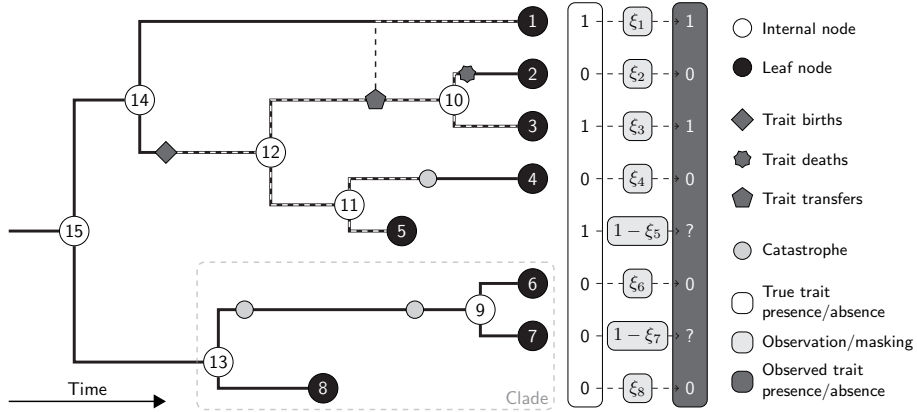 1 1 ξ₁ 1 Internal node
2 0 ξ₂ 0 Leaf node
14 10
3 1 ξ₃ 1 Trait births
12 Trait deaths
4 0 ξ₄ 0 Trait transfers
11
15 5 1 1 − ξ₅ ? Catastrophe
6 0 ξ₆ 0 True trait
presence/absence
9
7 0 1 − ξ₇ ? Observation/masking
13
8 0 ξ₈ 0 Observed trait
presence/absence
Time
Clade